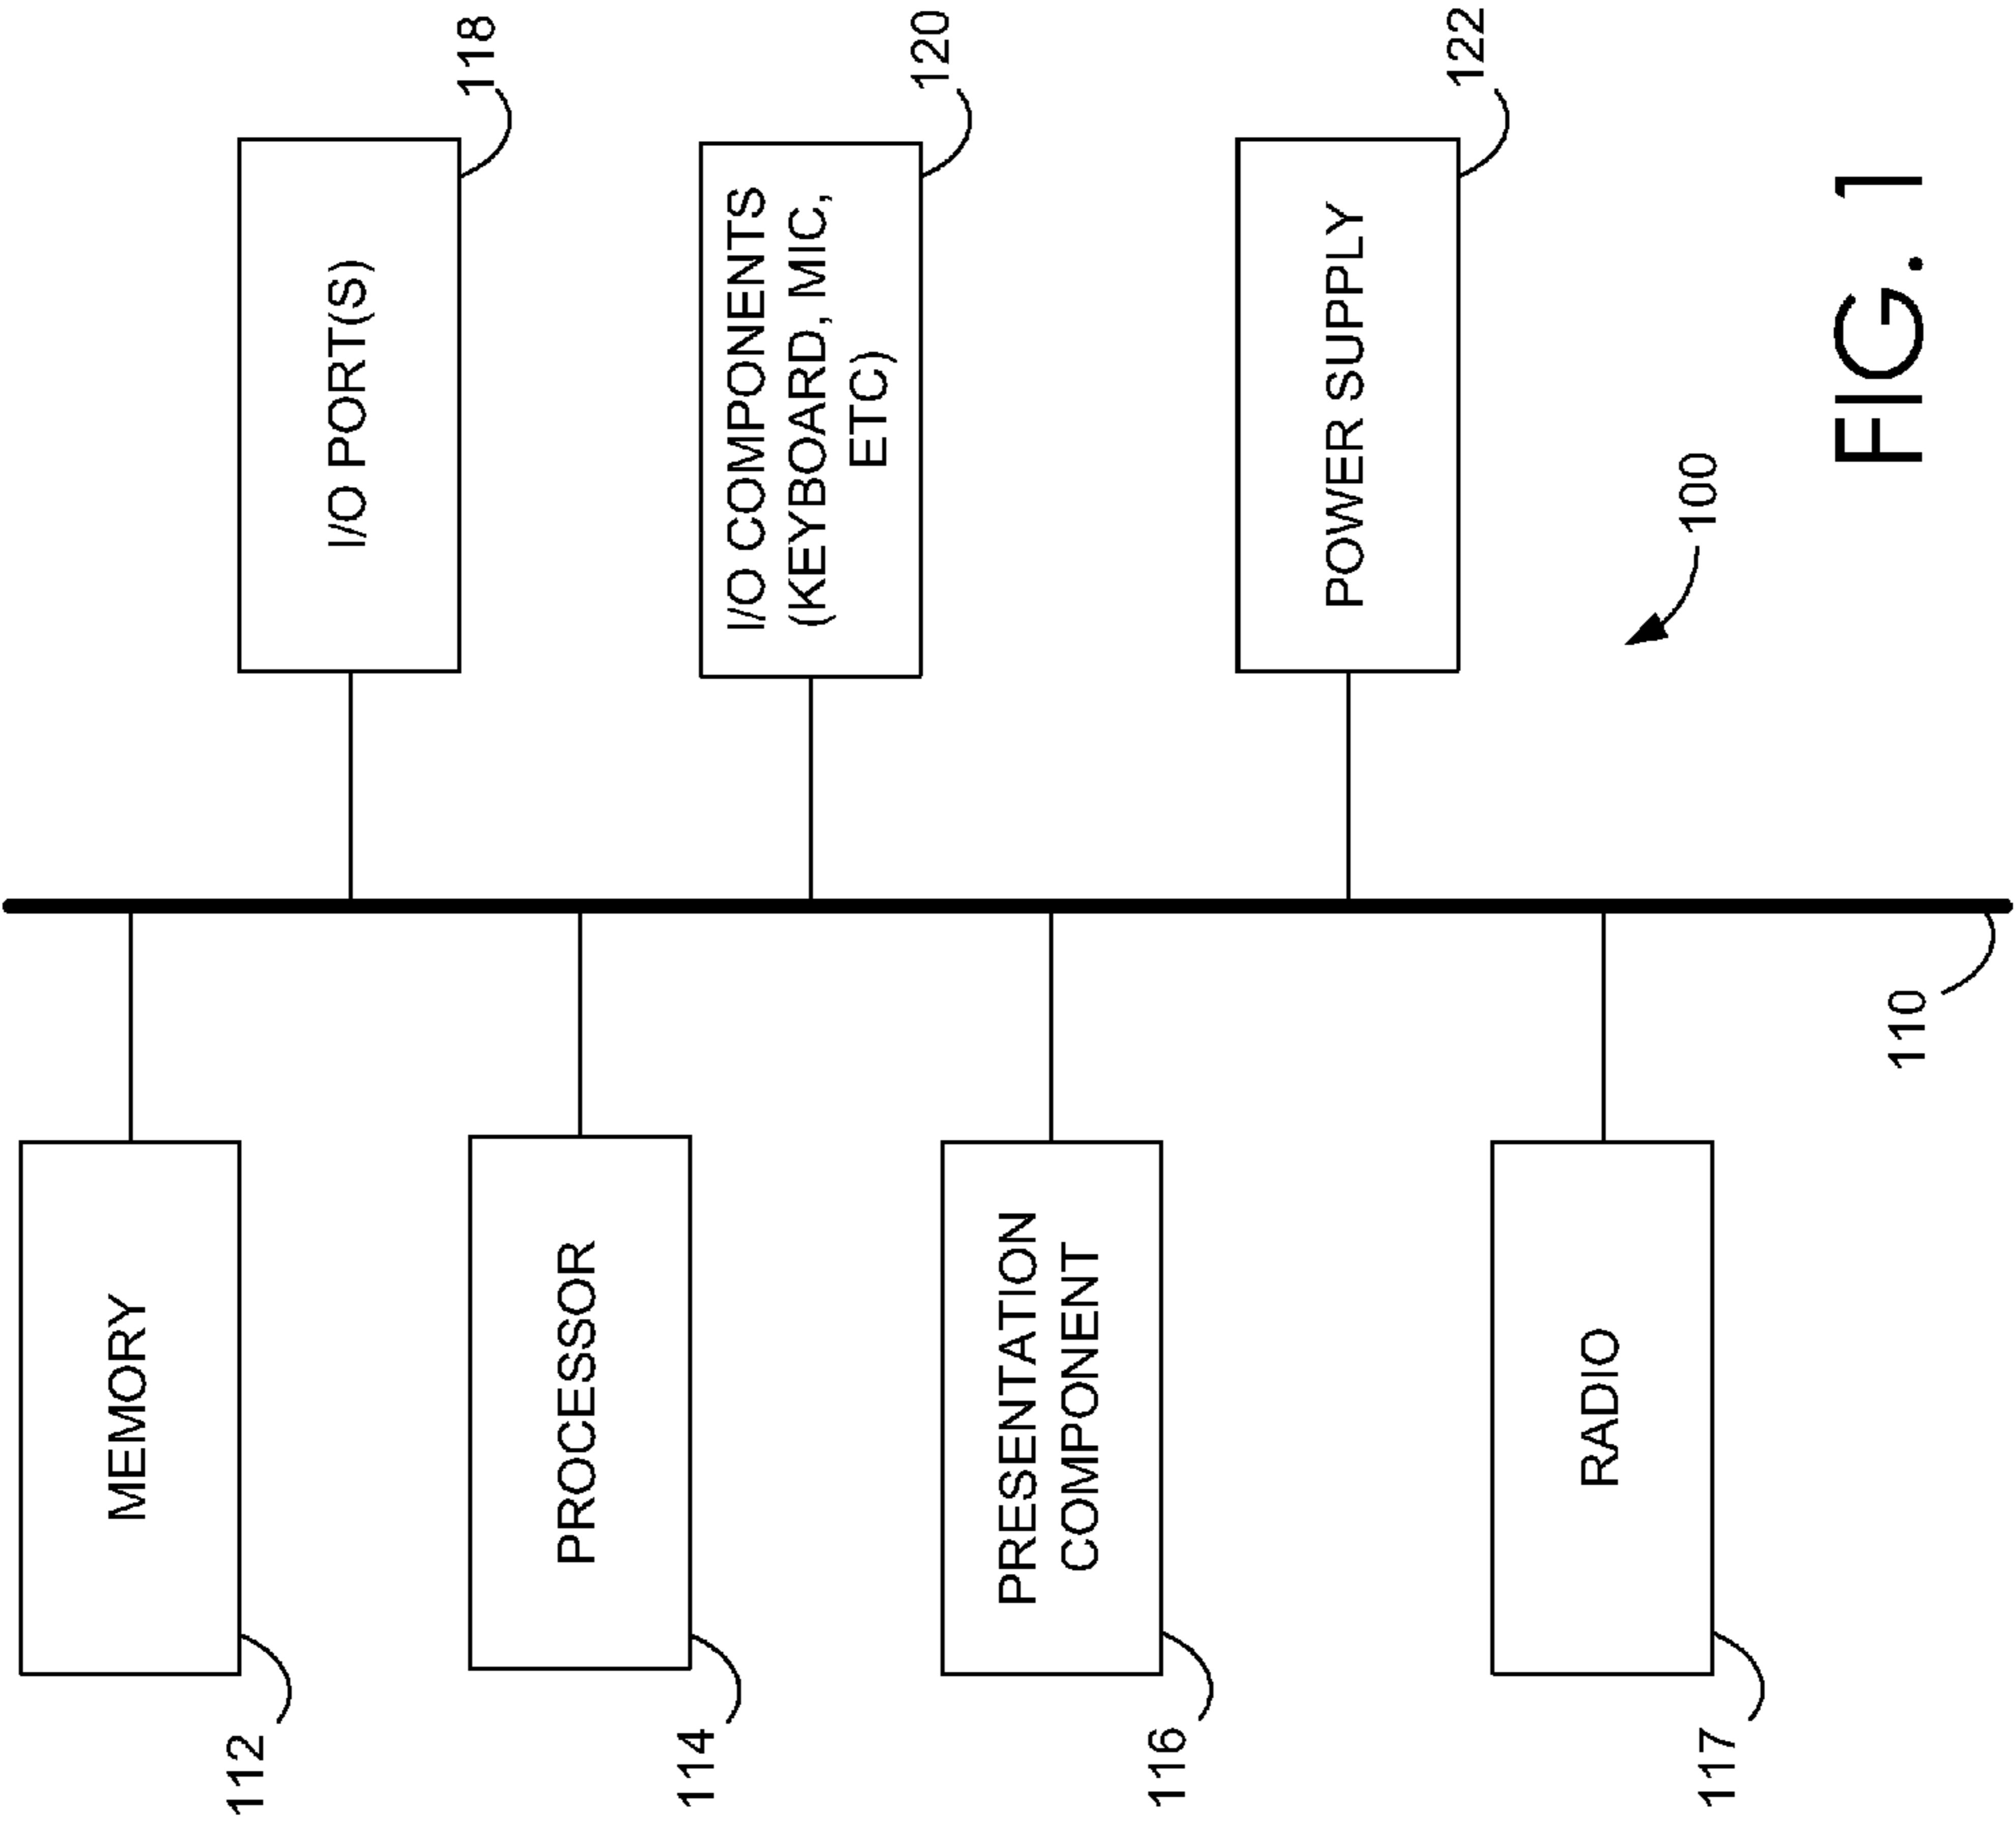 MEMORY
112
I/O PORT(S)
118
PROCESSOR
114
I/O COMPONENTS
(KEYBOARD, MIC,
ETC)
120
PRESENTATION
COMPONENT
116
POWER SUPPLY
122
RADIO
117
110
100
FIG. 1